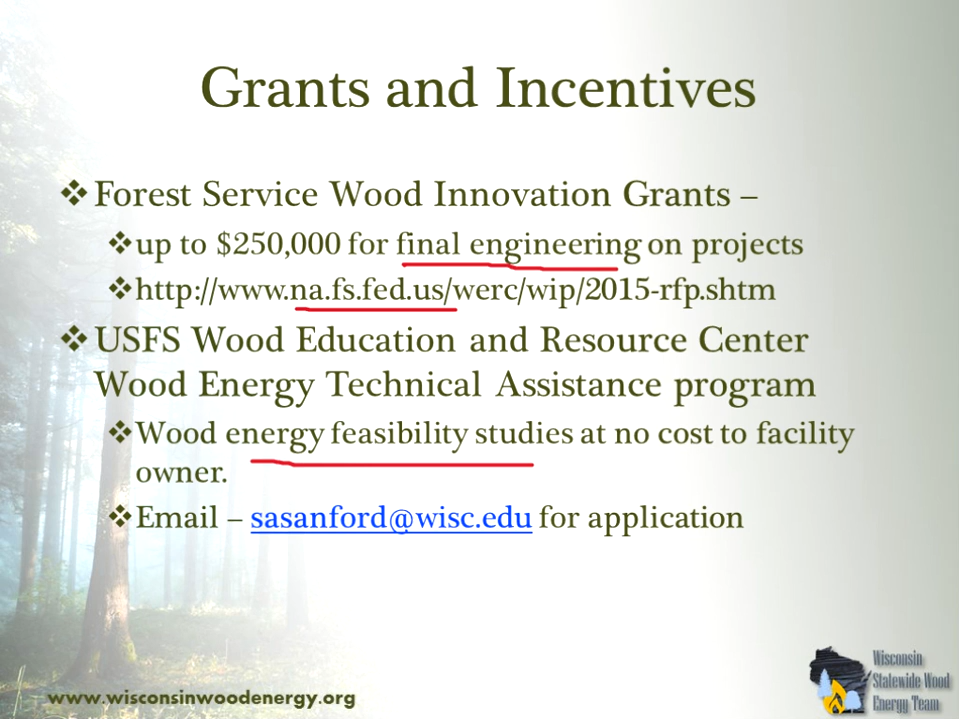 Grants and Incentives
Forest Service Wood Innovation Grants –
up to $250,000 for final engineering on projects
http://www.na.fs.fed.us/werc/wip/2015-rfp.shtm
USFS Wood Education and Resource Center
Wood Energy Technical Assistance program
Wood energy feasibility studies at no cost to facility
owner.
Email – sasanford@wisc.edu for application
www.wisconsinwoodenergy.org
Wisconsin
Statewide Wood
Energy Team